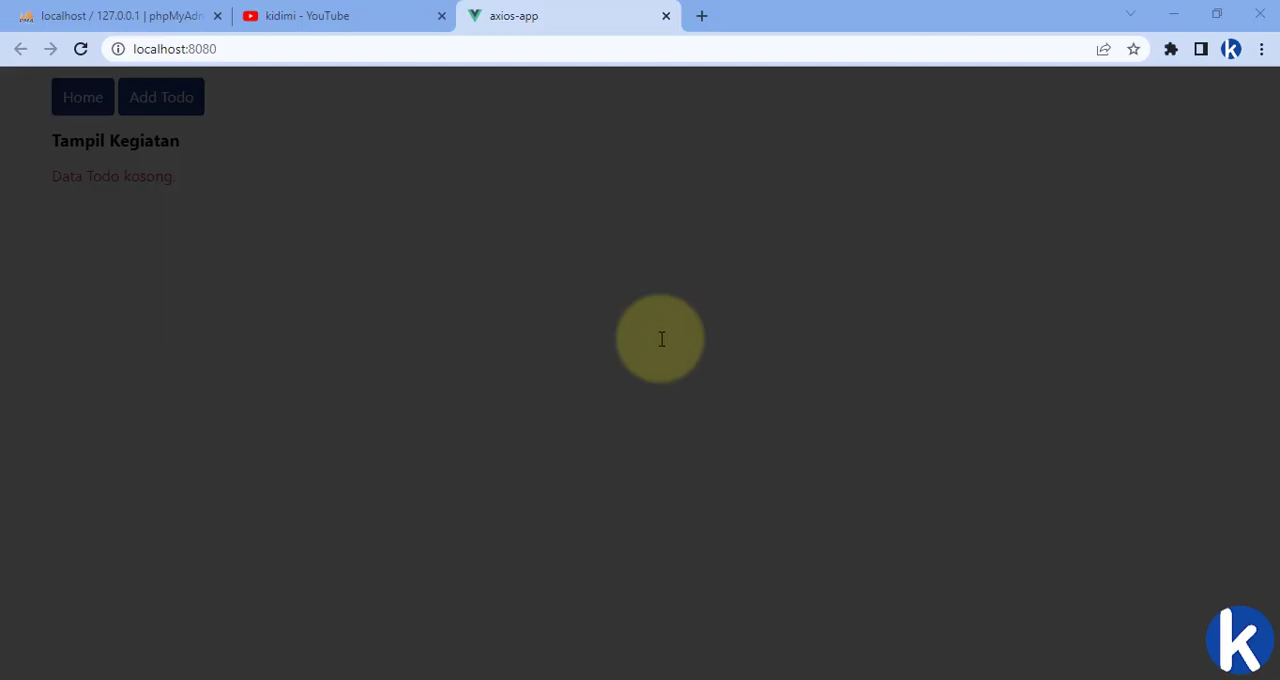 localhost / 127.0.0.1 | phpMyAdm
kidimi - YouTube
axios-app
localhost:8080
Home
Add Todo
Tampil Kegiatan
Data Todo kosong.
k